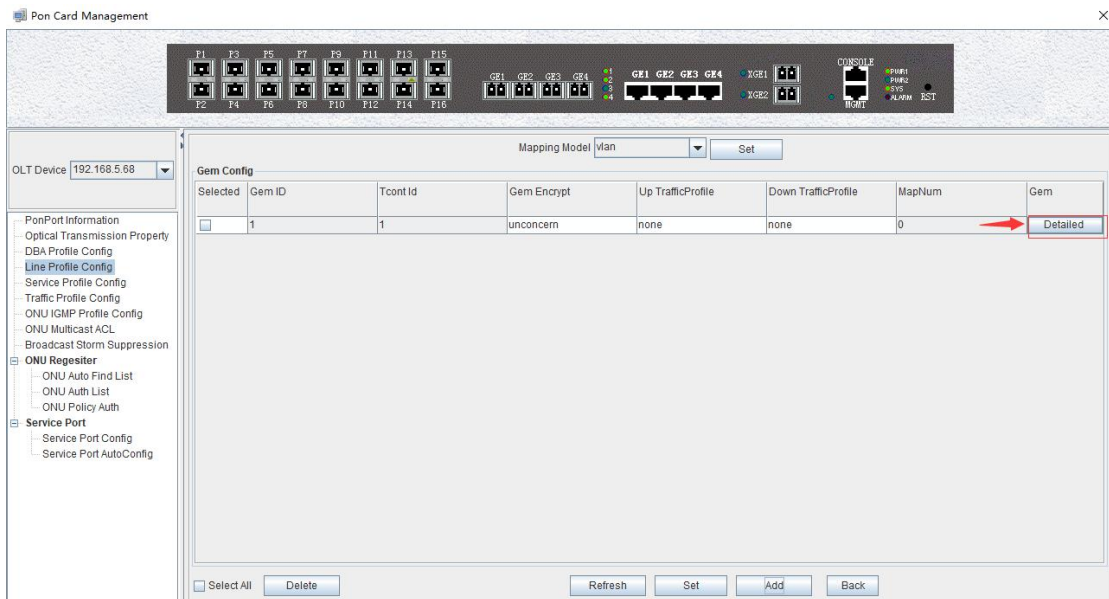 Pon Card Management
P1 P3 P5 P7 P9 P11 P13 P15
P2 P4 P6 P8 P10 P12 P14 P16
GE1 GE2 GE3 GE4
1
2
3
4
GE1 GE2 GE3 GE4
XGE1
XGE2
CONSOLE
MGMT
PWR1
PWR2
SYS
ALARM
RST
OLT Device 192.168.5.68
PonPort Information
Optical Transmission Property
DBA Profile Config
Line Profile Config
Service Profile Config
Traffic Profile Config
ONU IGMP Profile Config
ONU Multicast ACL
Broadcast Storm Suppression
ONU Regesiter
ONU Auto Find List
ONU Auth List
ONU Policy Auth
Service Port
Service Port Config
Service Port AutoConfig
Mapping Model vlan Set
Gem Config
Selected Gem ID Tcont Id Gem Encrypt Up TrafficProfile Down TrafficProfile MapNum Gem
1 1 unconcern none none 0 Detailed
Select All Delete Refresh Set Add Back